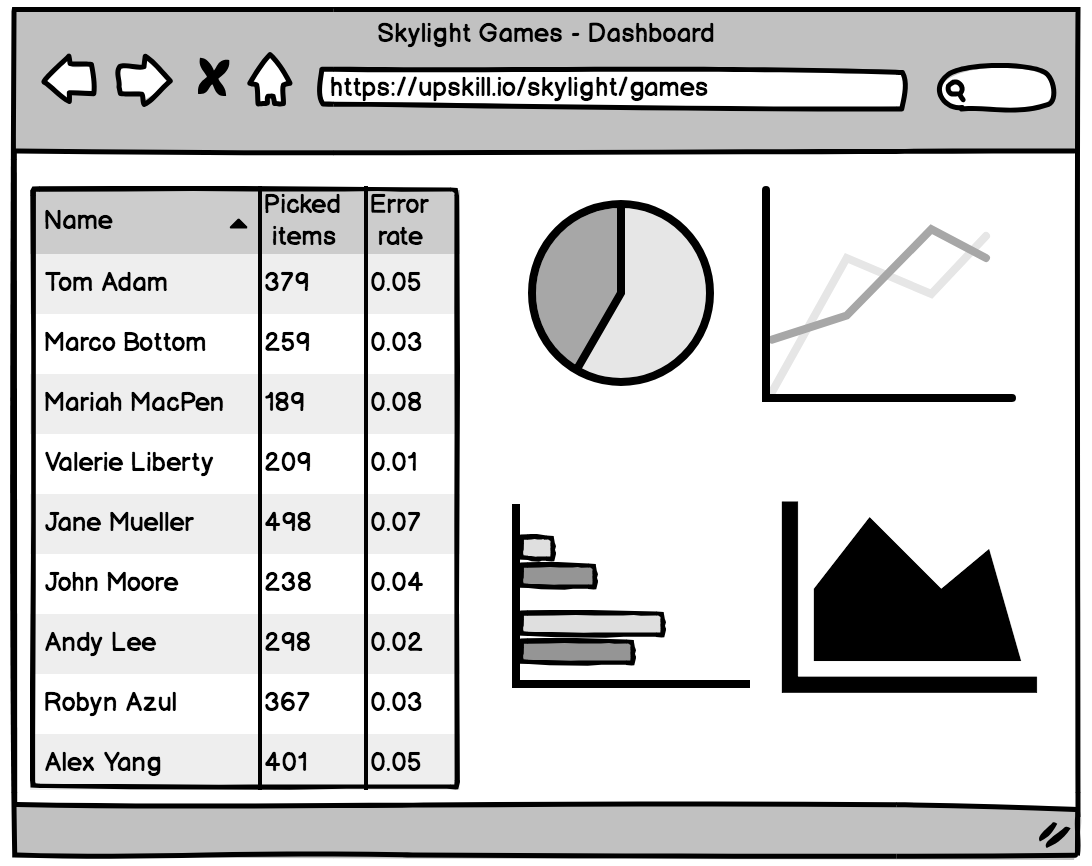 Skylight Games - Dashboard
https://upskill.io/skylight/games
Name Picked items Error rate
Tom Adam 379 0.05
Marco Bottom 259 0.03
Mariah MacPen 189 0.08
Valerie Liberty 209 0.01
Jane Mueller 498 0.07
John Moore 238 0.04
Andy Lee 298 0.02
Robyn Azul 367 0.03
Alex Yang 401 0.05